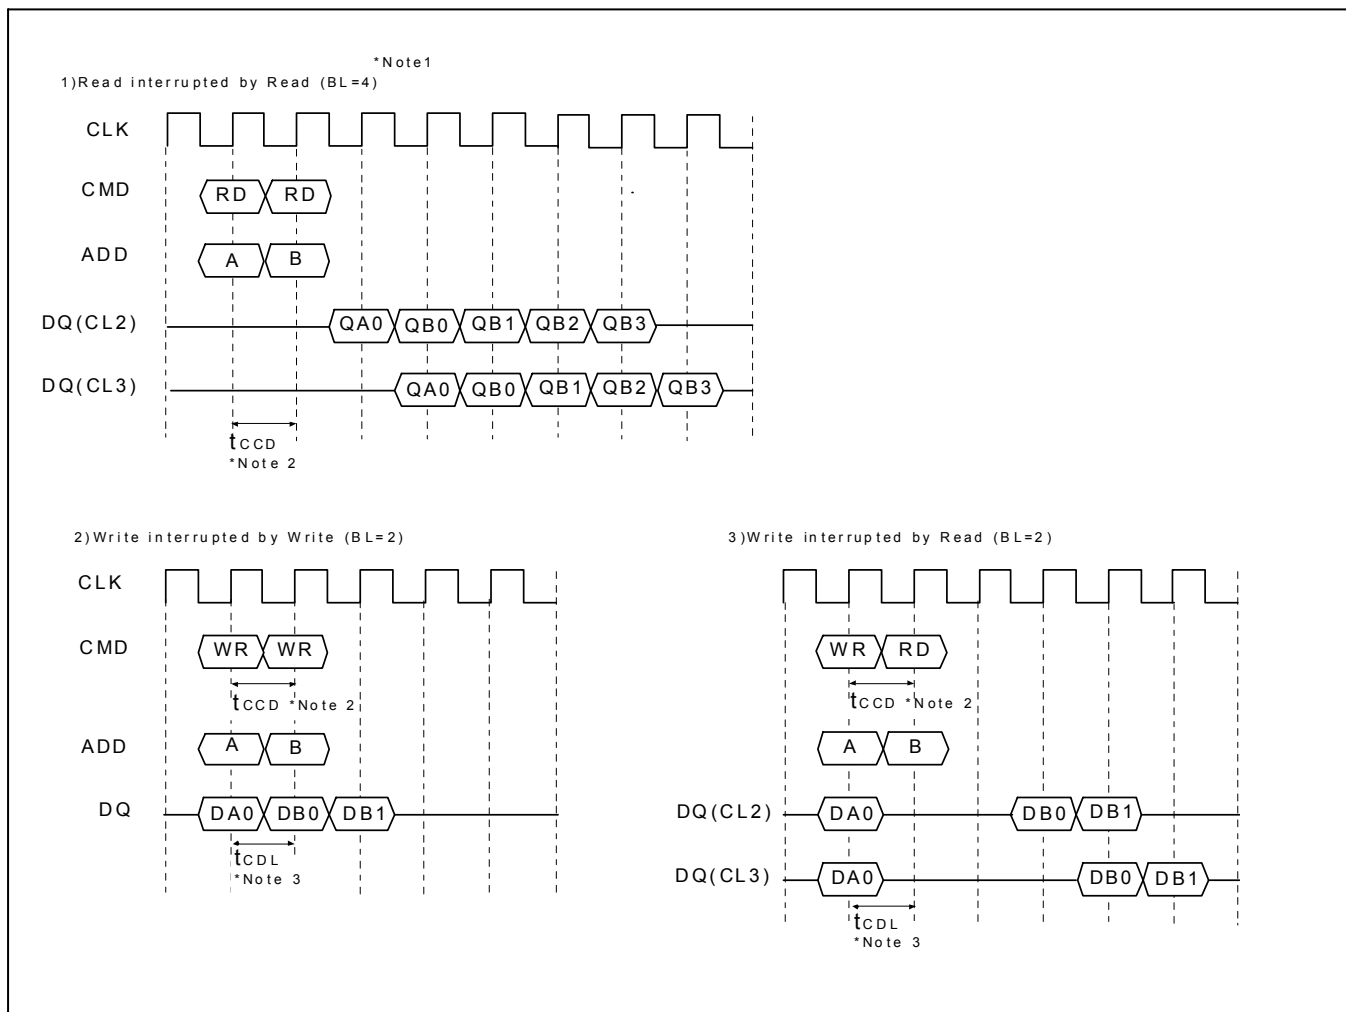 *Note1
1)Read interrupted by Read (BL=4)
CLK
CMD RD RD
ADD A B
DQ(CL2) QA0 QB0 QB1 QB2 QB3
DQ(CL3) QA0 QB0 QB1 QB2 QB3
tCCD
*Note 2
2)Write interrupted by Write (BL=2)
CLK
CMD WR WR
tCCD *Note 2
ADD A B
DQ DA0 DB0 DB1
tCDL
*Note 3
3)Write interrupted by Read (BL=2)
CMD WR RD
tCCD *Note 2
A B
DQ(CL2) DA0 DB0 DB1
DQ(CL3) DA0 DB0 DB1
tCDL
*Note 3